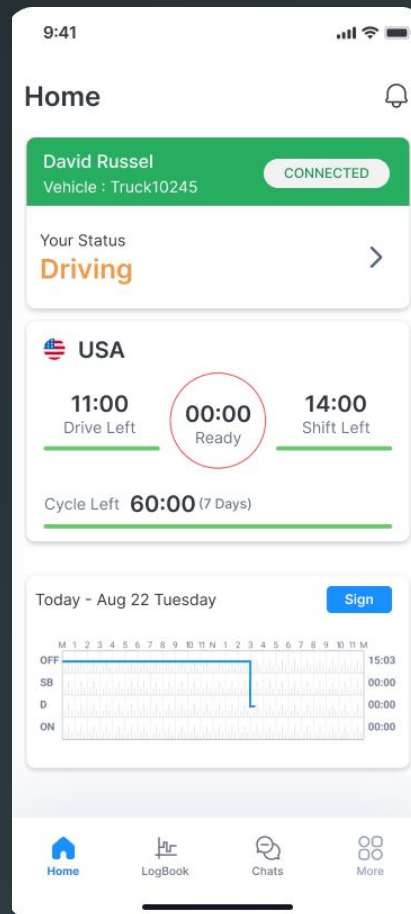 9:41
Home
David Russel
CONNECTED
Vehicle : Truck10245
Your Status
Driving
USA
11:00
Drive Left
00:00
Ready
14:00
Shift Left
Cycle Left 60:00 (7 Days)
Today - Aug 22 Tuesday
Sign
M 1 2 3 4 5 6 7 8 9 10 11 N 1 2 3 4 5 6 7 8 9 10 11 M
OFF 15:03
SB 00:00
D 00:00
ON 00:00
Home LogBook Chats More